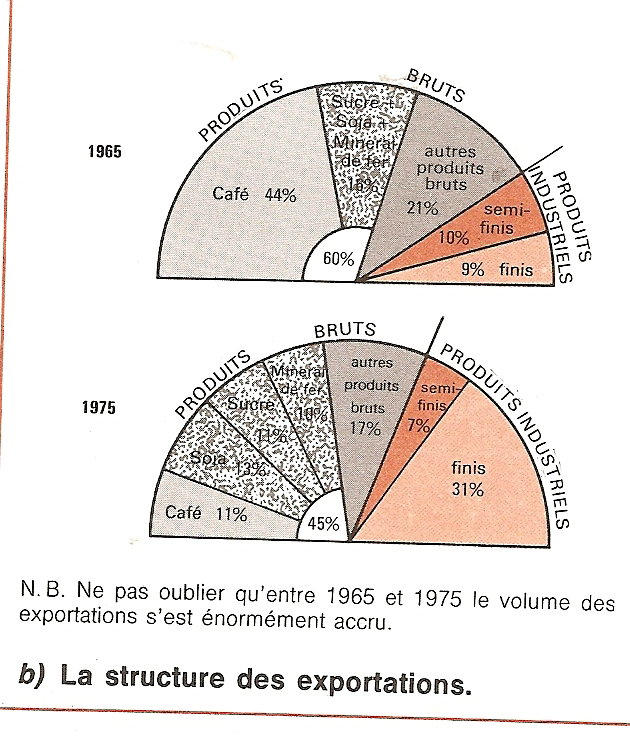 PRODUITS BRUTS
1965
Café 44%
Sucre +
Soja +
Minerai
de fer
autres
produits
bruts
21%
semi-
finis
10%
9% finis
60%
PRODUITS
INDUSTRIELS
PRODUITS BRUTS
1975
Café 11%
Soja 13%
Sucre
11%
Minerai
de fer
10%
autres
produits
bruts
17%
semi-
finis
7%
finis
31%
45%
PRODUITS INDUSTRIELS
N.B. Ne pas oublier qu'entre 1965 et 1975 le volume des
exportations s'est énormément accru.
b) La structure des exportations.